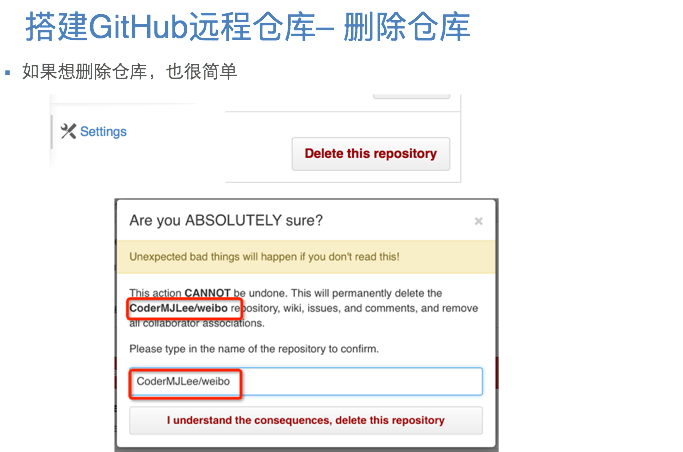 搭建GitHub远程仓库– 删除仓库
▪ 如果想删除仓库，也很简单
Settings
Delete this repository
Are you ABSOLUTELY sure?
×
Unexpected bad things will happen if you don't read this!
This action CANNOT be undone. This will permanently delete the
CoderMJLee/weibo repository, wiki, issues, and comments, and remove
all collaborator associations.
Please type in the name of the repository to confirm.
CoderMJLee/weibo
I understand the consequences, delete this repository